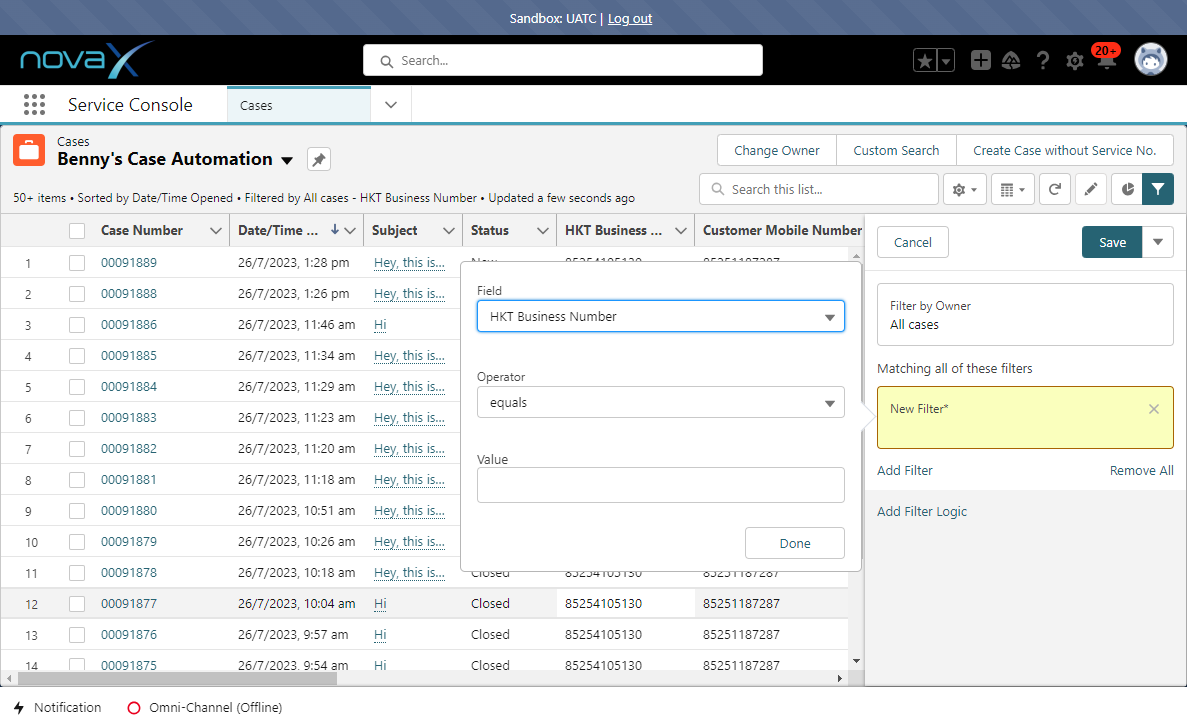 Sandbox: UATC | Log out
novaX
Search...
20+
Service Console
Cases
Cases
Benny's Case Automation
Change Owner
Custom Search
Create Case without Service No.
50+ items • Sorted by Date/Time Opened • Filtered by All cases - HKT Business Number • Updated a few seconds ago
Search this list...
Case Number Date/Time ... Subject Status HKT Business ... Customer Mobile Number
1 00091889 26/7/2023, 1:28 pm Hey, this is... New 85254105130 85251187287
2 00091888 26/7/2023, 1:26 pm Hey, this is...
3 00091886 26/7/2023, 11:46 am Hi
4 00091885 26/7/2023, 11:34 am Hey, this is...
5 00091884 26/7/2023, 11:29 am Hey, this is...
6 00091883 26/7/2023, 11:23 am Hey, this is...
7 00091882 26/7/2023, 11:20 am Hey, this is...
8 00091881 26/7/2023, 11:18 am Hey, this is...
9 00091880 26/7/2023, 10:51 am Hey, this is...
10 00091879 26/7/2023, 10:26 am Hey, this is...
11 00091878 26/7/2023, 10:18 am Hey, this is... Closed 85254105130 85251187287
12 00091877 26/7/2023, 10:04 am Hi Closed 85254105130 85251187287
13 00091876 26/7/2023, 9:57 am Hi Closed 85254105130 85251187287
14 00091875 26/7/2023, 9:54 am Hi Closed 85254105130 85251187287
Field
HKT Business Number
Operator
equals
Value
Done
Cancel
Save
Filter by Owner
All cases
Matching all of these filters
New Filter*
Add Filter
Remove All
Add Filter Logic
Notification
Omni-Channel (Offline)